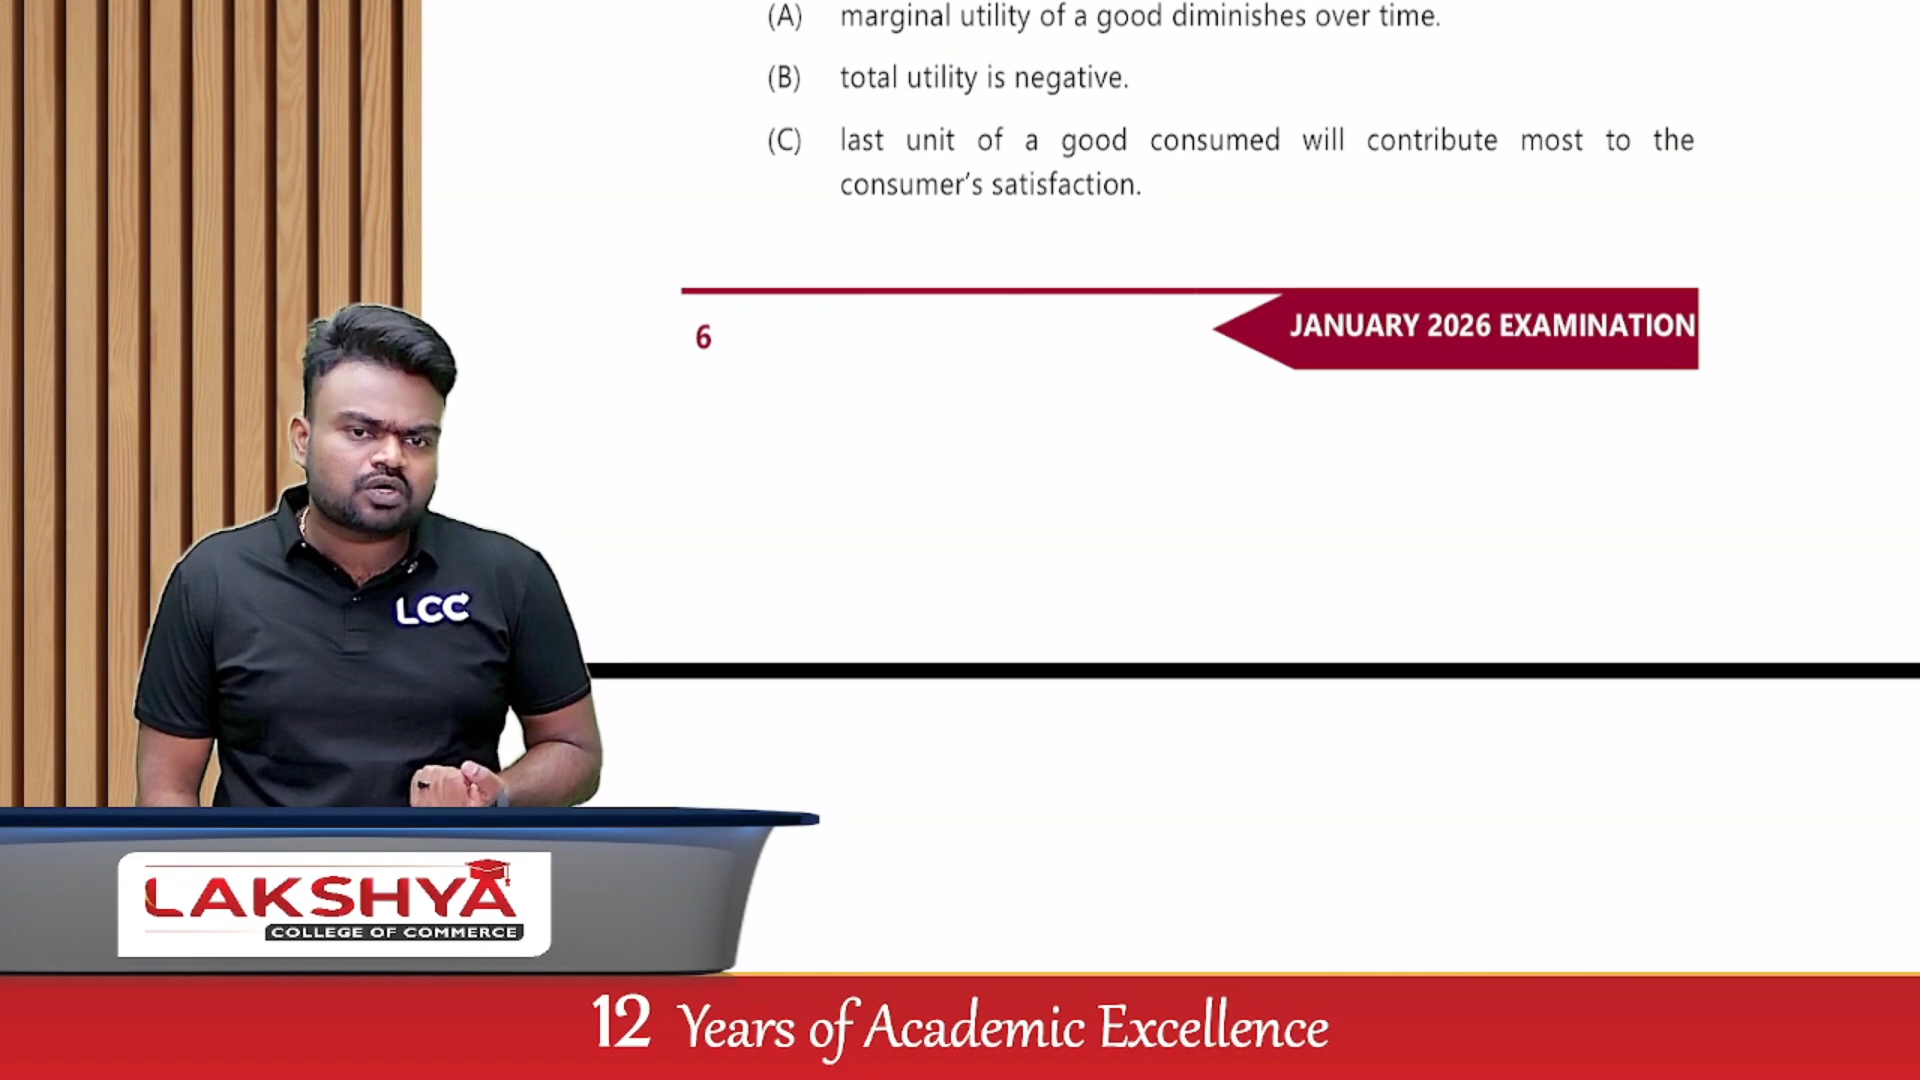 (A) marginal utility of a good diminishes over time.
(B) total utility is negative.
(C) last unit of a good consumed will contribute most to the
consumer's satisfaction.
6
JANUARY 2026 EXAMINATION
LCC
LAKSHYA
COLLEGE OF COMMERCE
12 Years of Academic Excellence